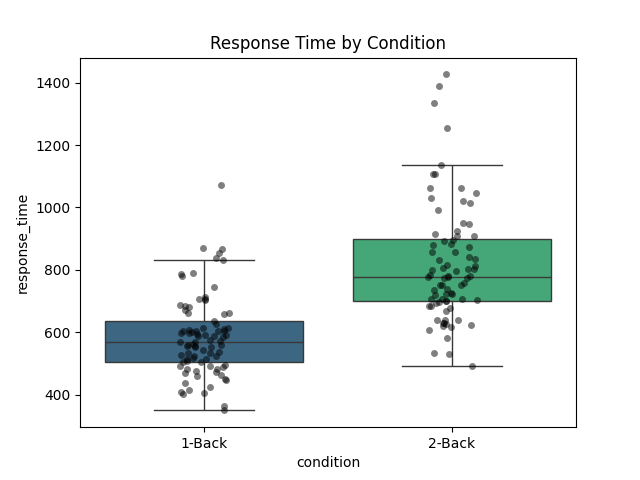 Response Time by Condition
response_time
1400
1200
1000
800
600
400
1-Back
2-Back
condition